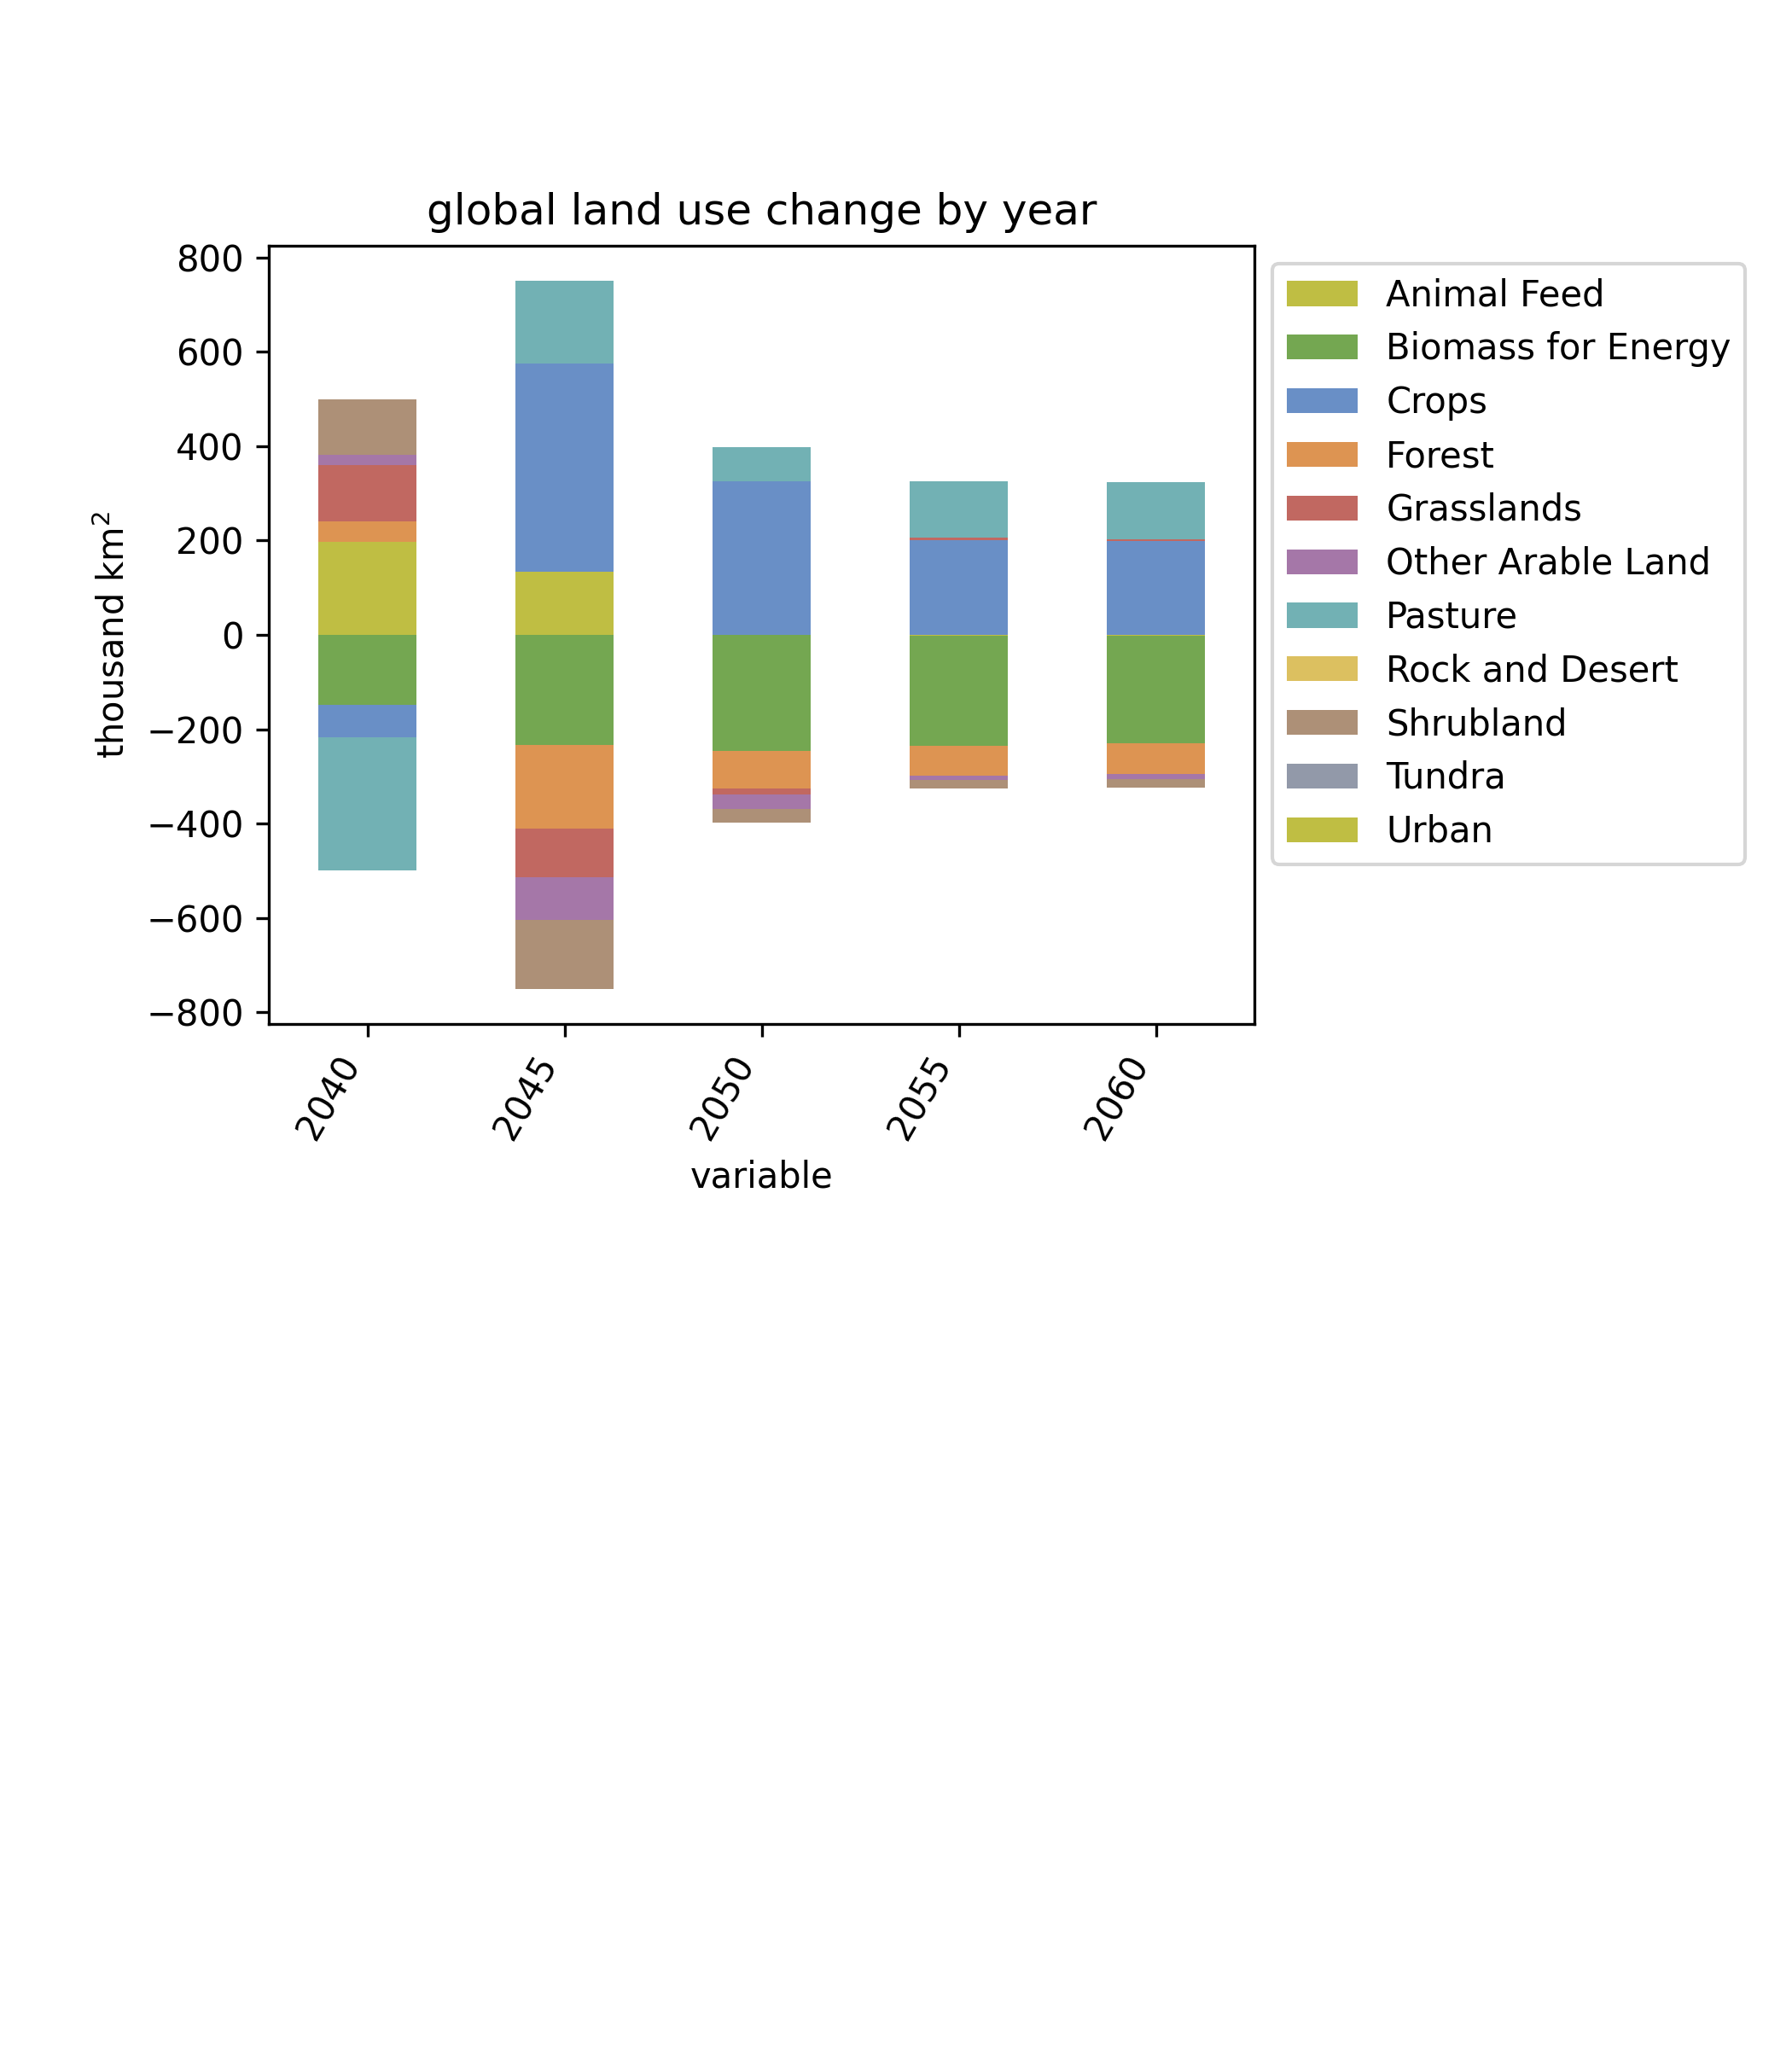 global land use change by year
thousand km²
800
600
400
200
0
−200
−400
−600
−800
2040
2045
2050
2055
2060
variable
Animal Feed
Biomass for Energy
Crops
Forest
Grasslands
Other Arable Land
Pasture
Rock and Desert
Shrubland
Tundra
Urban